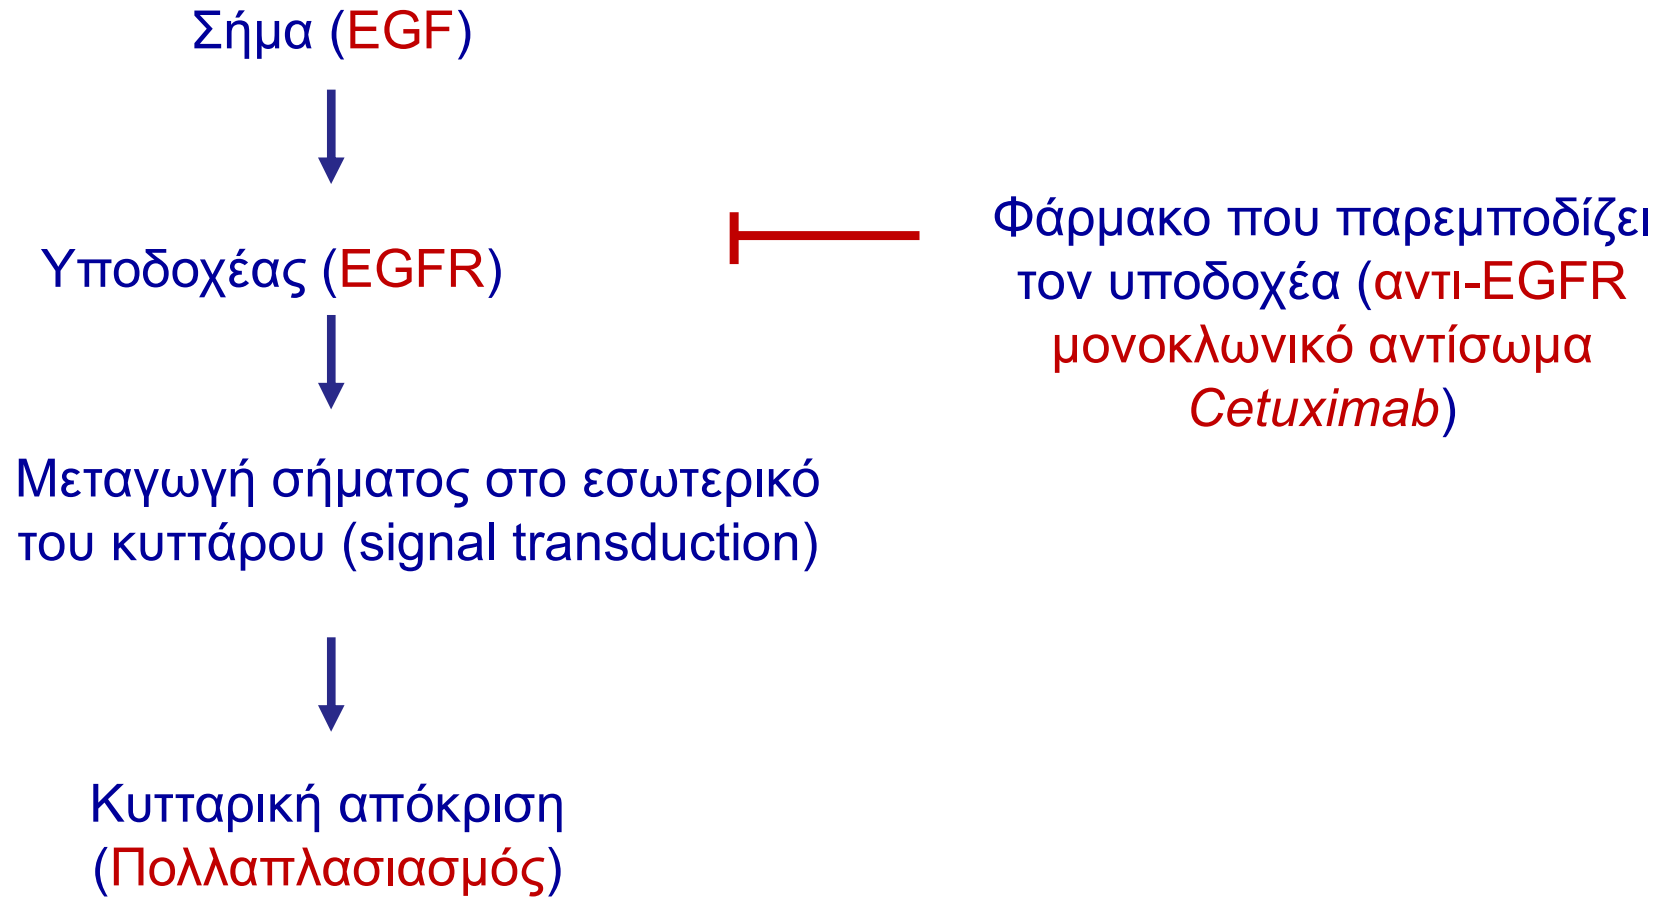 Σήμα (EGF)
Υποδοχέας (EGFR)
Φάρμακο που παρεμποδίζει
τον υποδοχέα (αντι-EGFR
μονοκλωνικό αντίσωμα
Cetuximab)
Μεταγωγή σήματος στο εσωτερικό
του κυττάρου (signal transduction)
Κυτταρική απόκριση
(Πολλαπλασιασμός)